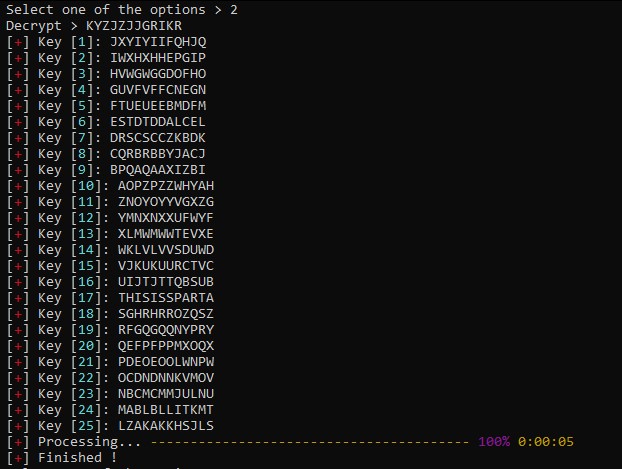 Select one of the options > 2
Decrypt > KYZJZJJGRIKR
[+] Key [1]: JXYIYIIFQHJQ
[+] Key [2]: IWXHXHHEPGIP
[+] Key [3]: HVWGWGGDOFHO
[+] Key [4]: GUVFVFFCNEGN
[+] Key [5]: FTUEUEEBMDFM
[+] Key [6]: ESTDTDDALCEL
[+] Key [7]: DRSCSCCZKBDK
[+] Key [8]: CQRBRBBYJACJ
[+] Key [9]: BPQAQAAXIZBI
[+] Key [10]: AOPZPZZWHYAH
[+] Key [11]: ZNOYOYYVGXZG
[+] Key [12]: YMNXNXXUFWYF
[+] Key [13]: XLMWMWWTEVXE
[+] Key [14]: WKLVLVVSDUWD
[+] Key [15]: VJKUKUURCTVC
[+] Key [16]: UIJTJTTQBSUB
[+] Key [17]: THISISSPARTA
[+] Key [18]: SGHRHRROZQSZ
[+] Key [19]: RFGQGQQNYPRY
[+] Key [20]: QEFPFPPMXOQX
[+] Key [21]: PDEOEOOLWNPW
[+] Key [22]: OCDNDNNKVMOV
[+] Key [23]: NBCMCMMJULNU
[+] Key [24]: MABLBLLITKMT
[+] Key [25]: LZAKAKKHSJLS
[+] Processing... ---------------------------------------- 100% 0:00:05
[+] Finished !